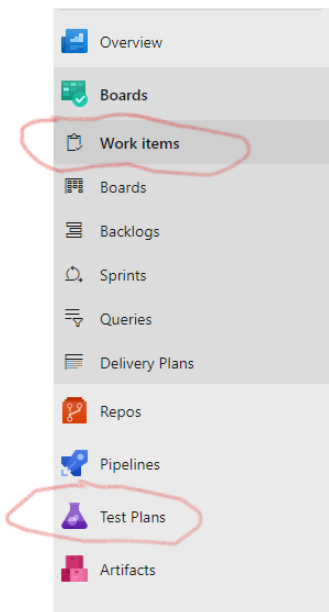 Overview
Boards
Work items
Boards
Backlogs
Sprints
Queries
Delivery Plans
Repos
Pipelines
Test Plans
Artifacts